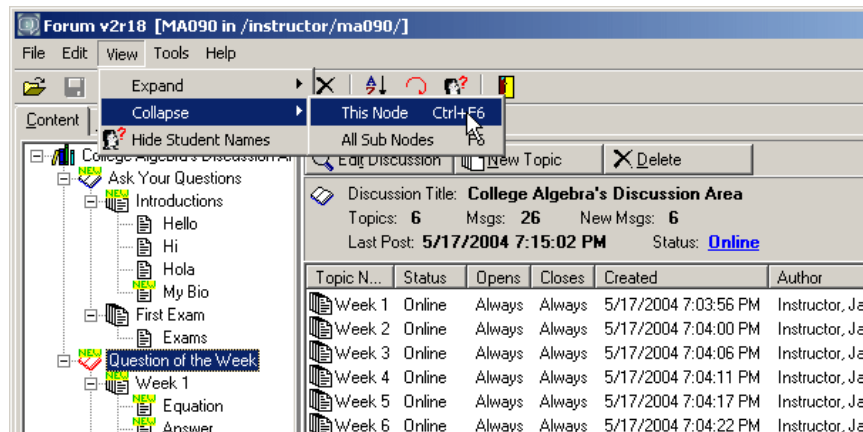 Forum v2r18 [MA090 in /instructor/ma090/]
File Edit View Tools Help
Expand
Collapse
Hide Student Names
This Node Ctrl+F6
All Sub Nodes F6
Content
College Algebra's Discussion
Ask Your Questions
NEW
Introductions
NEW
Hello
Hi
Hola
My Bio
NEW
First Exam
Exams
Question of the Week
NEW
Week 1
NEW
Equation
NEW
Answer
NEW
Edit Discussion New Topic Delete
Discussion Title: College Algebra's Discussion Area
Topics: 6 Msgs: 26 New Msgs: 6
Last Post: 5/17/2004 7:15:02 PM Status: Online
Topic N... Status Opens Closes Created Author
Week 1 Online Always Always 5/17/2004 7:03:56 PM Instructor, Ja
Week 2 Online Always Always 5/17/2004 7:04:00 PM Instructor, Ja
Week 3 Online Always Always 5/17/2004 7:04:06 PM Instructor, Ja
Week 4 Online Always Always 5/17/2004 7:04:11 PM Instructor, Ja
Week 5 Online Always Always 5/17/2004 7:04:17 PM Instructor, Ja
Week 6 Online Always Always 5/17/2004 7:04:22 PM Instructor, Ja